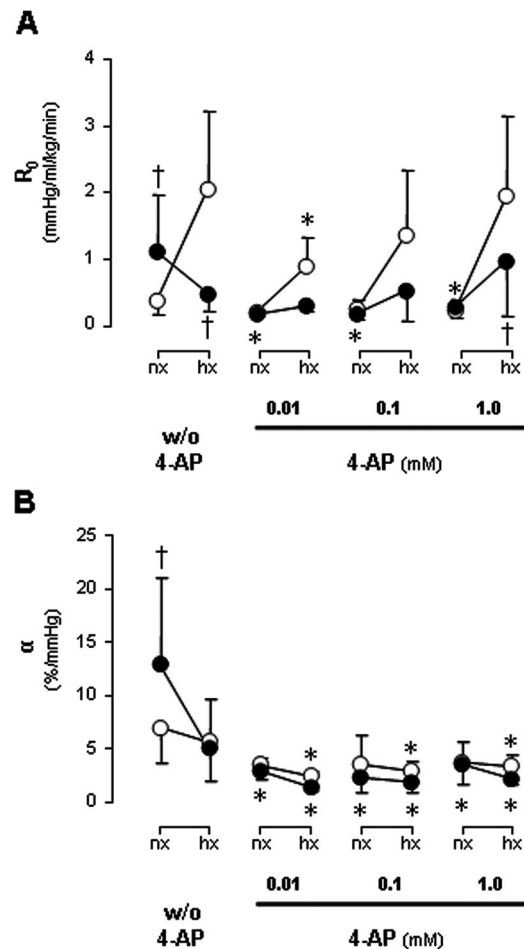 A
R0
(mmHg/ml/kg/min)
4
3
2
1
0
†
†
*
*
*
*
†
nx hx nx hx nx hx nx hx
0.01 0.1 1.0
w/o
4-AP
4-AP (mM)
B
α
(%/mmHg)
25
20
15
10
5
0
†
* * *
* * * * * *
nx hx nx hx nx hx nx hx
0.01 0.1 1.0
w/o
4-AP
4-AP (mM)